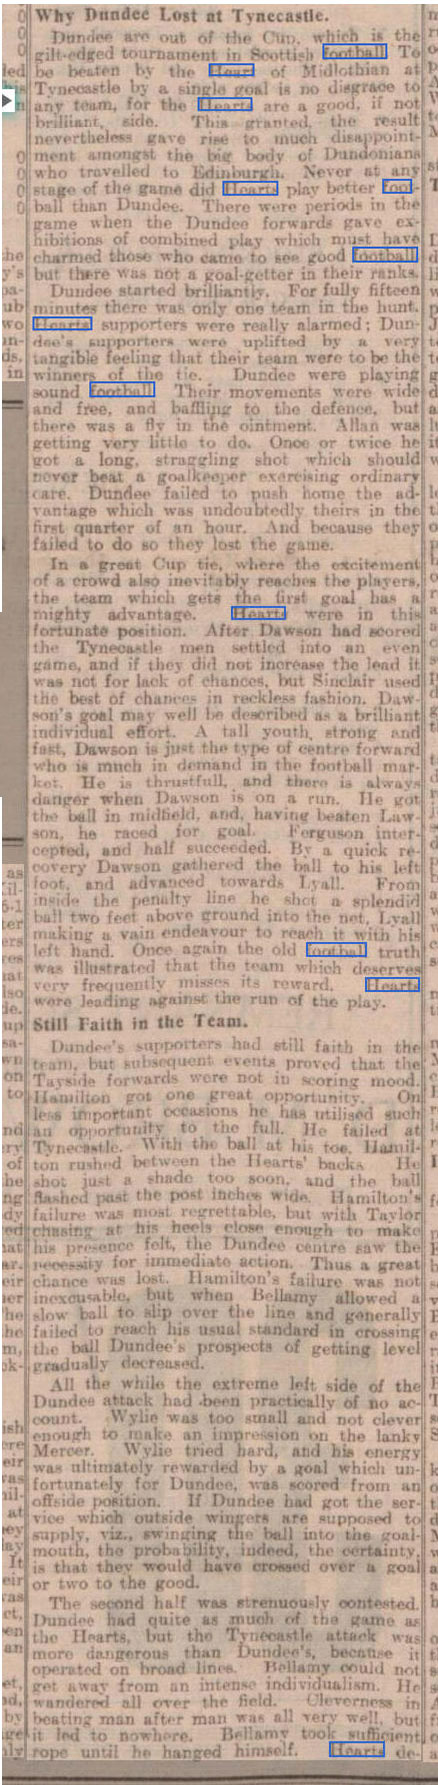 Why Dundee Lost at Tynecastle.
Dundee are out of the Cup, which is the
gilt-edged tournament in Scottish football. To
be beaten by the Heart of Midlothian at
Tynecastle by a single goal is no disgrace to
any team, for the Hearts are a good, if not
brilliant, side. This granted, the result
nevertheless gave rise to much disappoint-
ment amongst the big body of Dundonians
who travelled to Edinburgh. Never at any
stage of the game did Hearts play better foot-
ball than Dundee. There were periods in the
game when the Dundee forwards gave ex-
hibitions of combined play which must have
charmed those who came to see good football,
but there was not a goal-getter in their ranks.
Dundee started brilliantly. For fully fifteen
minutes there was only one team in the hunt.
Hearts supporters were really alarmed; Dun-
dee's supporters were uplifted by a very
tangible feeling that their team were to be the
winners of the tie. Dundee were playing
sound football. Their movements were wide
and free, and baffling to the defence, but
there was a fly in the ointment. Allan was
getting very little to do. Once or twice he
got a long, straggling shot which should
never beat a goalkeeper exercising ordinary
care. Dundee failed to push home the ad-
vantage which was undoubtedly theirs in the
first quarter of an hour. And because they
failed to do so they lost the game.
In a great Cup tie, where the excitement
of a crowd also inevitably reaches the players,
the team which gets the first goal has a
mighty advantage. Hearts were in this
fortunate position. After Dawson had scored
the Tynecastle men settled into an even
game, and if they did not increase the lead it
was not for lack of chances, but Sinclair used
the best of chances in reckless fashion. Daw-
son's goal may well be described as a brilliant
individual effort. A tall youth, strong and
fast, Dawson is just the type of centre forward
who is much in demand in the football mar-
ket. He is thrustfull, and there is always
danger when Dawson is on a run. He got
the ball in midfield, and, having beaten Law-
son, he raced for goal. Ferguson inter-
cepted, and half succeeded. By a quick re-
covery Dawson gathered the ball to his left
foot, and advanced towards Lyall. From
inside the penalty line he shot a splendid
ball two feet above ground into the net, Lyall
making a vain endeavour to reach it with his
left hand. Once again the old football truth
was illustrated that the team which deserves
very frequently misses its reward. Hearts
were leading against the run of the play.
Still Faith in the Team.
Dundee's supporters had still faith in the
team, but subsequent events proved that the
Tayside forwards were not in scoring mood.
Hamilton got one great opportunity. On
less important occasions he has utilised such
an opportunity to the full. He failed at
Tynecastle. With the ball at his toe, Hamil-
ton rushed between the Hearts' backs He
shot just a shade too soon, and the ball
flashed past the post inches wide. Hamilton's
failure was most regrettable, but with Taylor
chasing at his heels close enough to make
his presence felt, the Dundee centre saw the
necessity for immediate action. Thus a great
chance was lost. Hamilton's failure was not
inexcusable, but when Bellamy allowed a
slow ball to slip over the line and generally
failed to reach his usual standard in crossing
the ball Dundee's prospects of getting level
gradually decreased.
All the while the extreme left side of the
Dundee attack had been practically of no ac-
count. Wylie was too small and not clever
enough to make an impression on the lanky
Mercer. Wylie tried hard, and his energy
was ultimately rewarded by a goal which un-
fortunately for Dundee, was scored from an
offside position. If Dundee had got the ser-
vice which outside wingers are supposed to
supply, viz., swinging the ball into the goal-
mouth, the probability, indeed, the certainty,
is that they would have crossed over a goal
or two to the good.
The second half was strenuously contested.
Dundee had quite as much of the game as
the Hearts, but the Tynecastle attack was
more dangerous than Dundee's, because it
operated on broad lines. Bellamy could not
get away from an intense individualism. He
wandered all over the field. Cleverness in
beating man after man was all very well, but
it led to nowhere. Bellamy took sufficient
rope until he hanged himself. Hearts de-